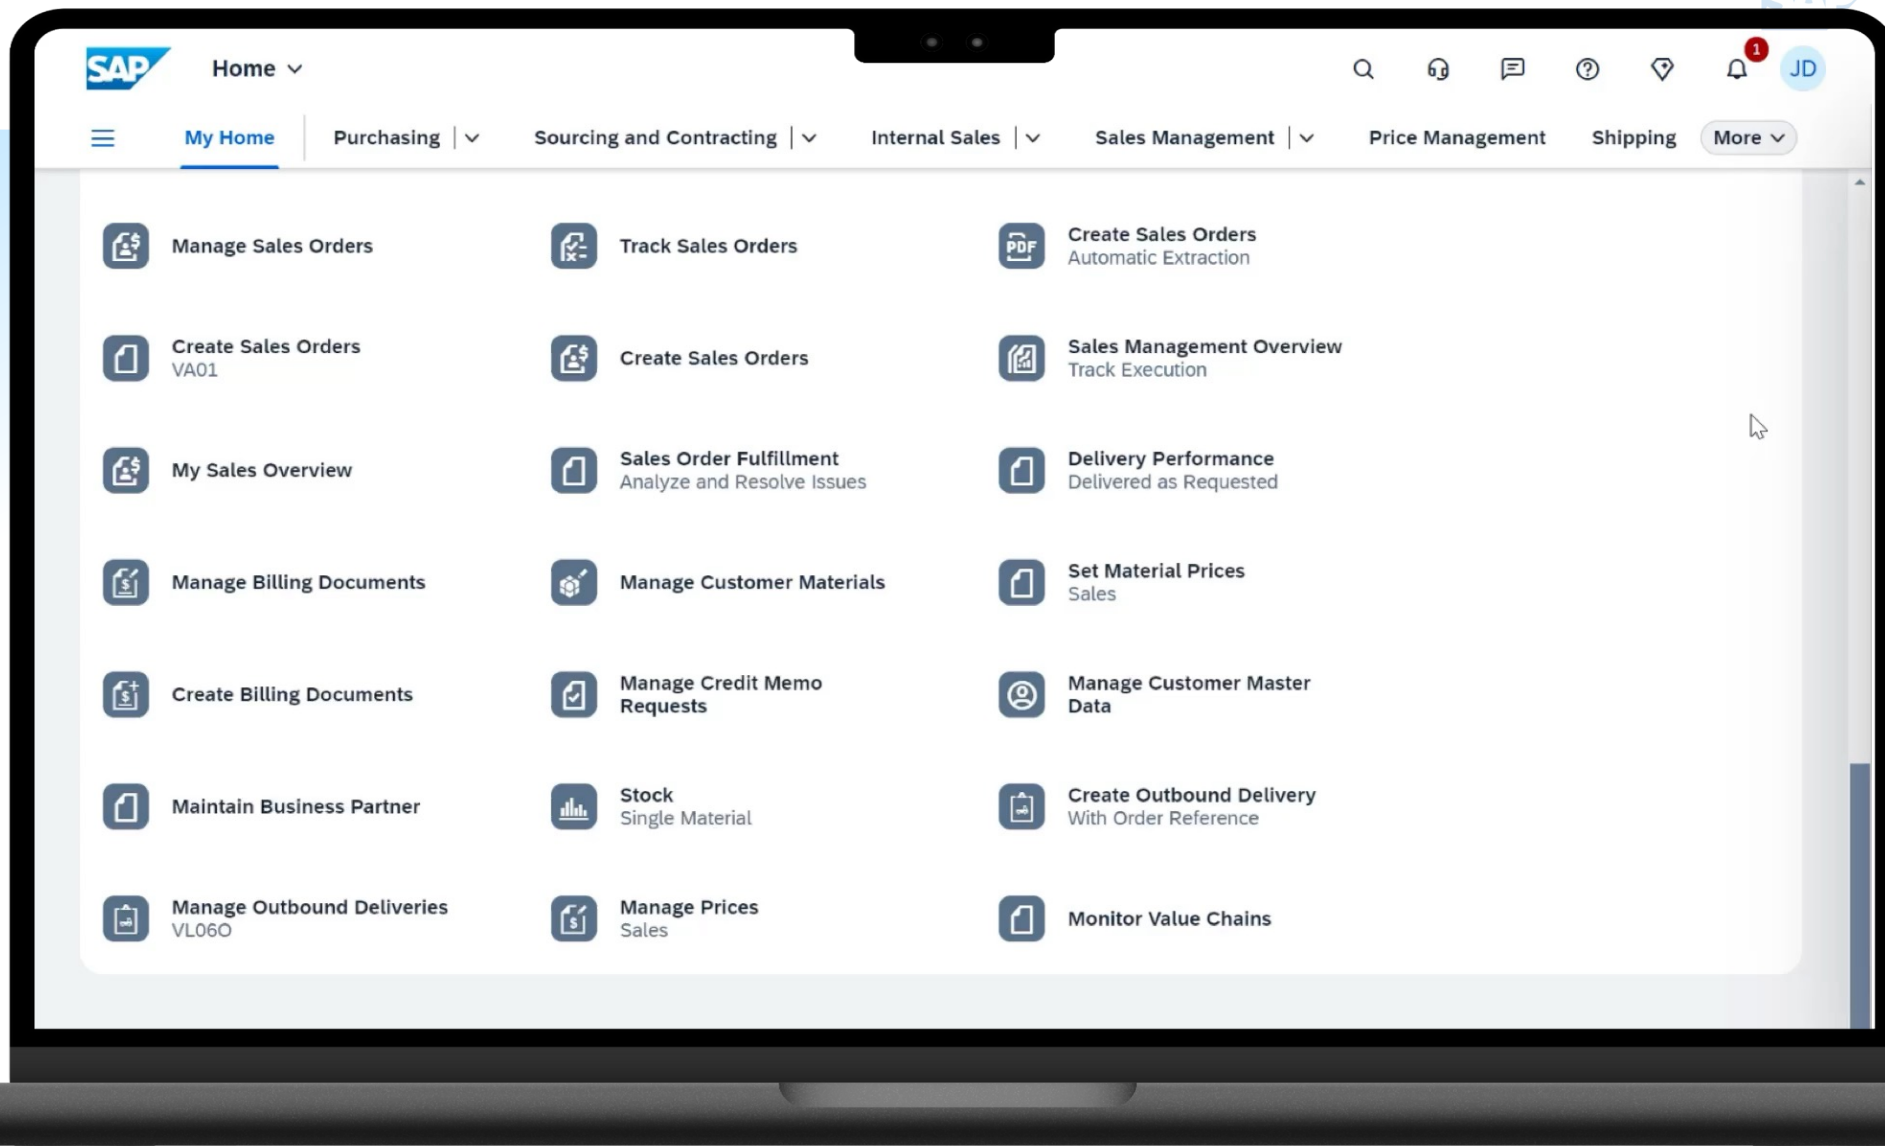 SAP
Home
1
JD
My Home
Purchasing
Sourcing and Contracting
Internal Sales
Sales Management
Price Management
Shipping
More
Manage Sales Orders
Track Sales Orders
PDF
Create Sales Orders
Automatic Extraction
Create Sales Orders
VA01
Create Sales Orders
Sales Management Overview
Track Execution
My Sales Overview
Sales Order Fulfillment
Analyze and Resolve Issues
Delivery Performance
Delivered as Requested
Manage Billing Documents
Manage Customer Materials
Set Material Prices
Sales
Create Billing Documents
Manage Credit Memo
Requests
Manage Customer Master
Data
Maintain Business Partner
Stock
Single Material
Create Outbound Delivery
With Order Reference
Manage Outbound Deliveries
VL06O
Manage Prices
Sales
Monitor Value Chains